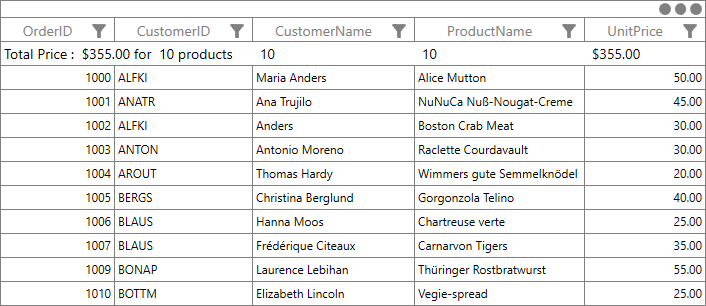 OrderID CustomerID CustomerName ProductName UnitPrice
Total Price : $355.00 for 10 products 10 10 $355.00
1000 ALFKI Maria Anders Alice Mutton 50.00
1001 ANATR Ana Trujilo NuNuCa Nuß-Nougat-Creme 45.00
1002 ALFKI Anders Boston Crab Meat 30.00
1003 ANTON Antonio Moreno Raclette Courdavault 30.00
1004 AROUT Thomas Hardy Wimmers gute Semmelknödel 20.00
1005 BERGS Christina Berglund Gorgonzola Telino 40.00
1006 BLAUS Hanna Moos Chartreuse verte 25.00
1007 BLAUS Frédérique Citeaux Carnarvon Tigers 35.00
1009 BONAP Laurence Lebihan Thüringer Rostbratwurst 55.00
1010 BOTTM Elizabeth Lincoln Vegie-spread 25.00